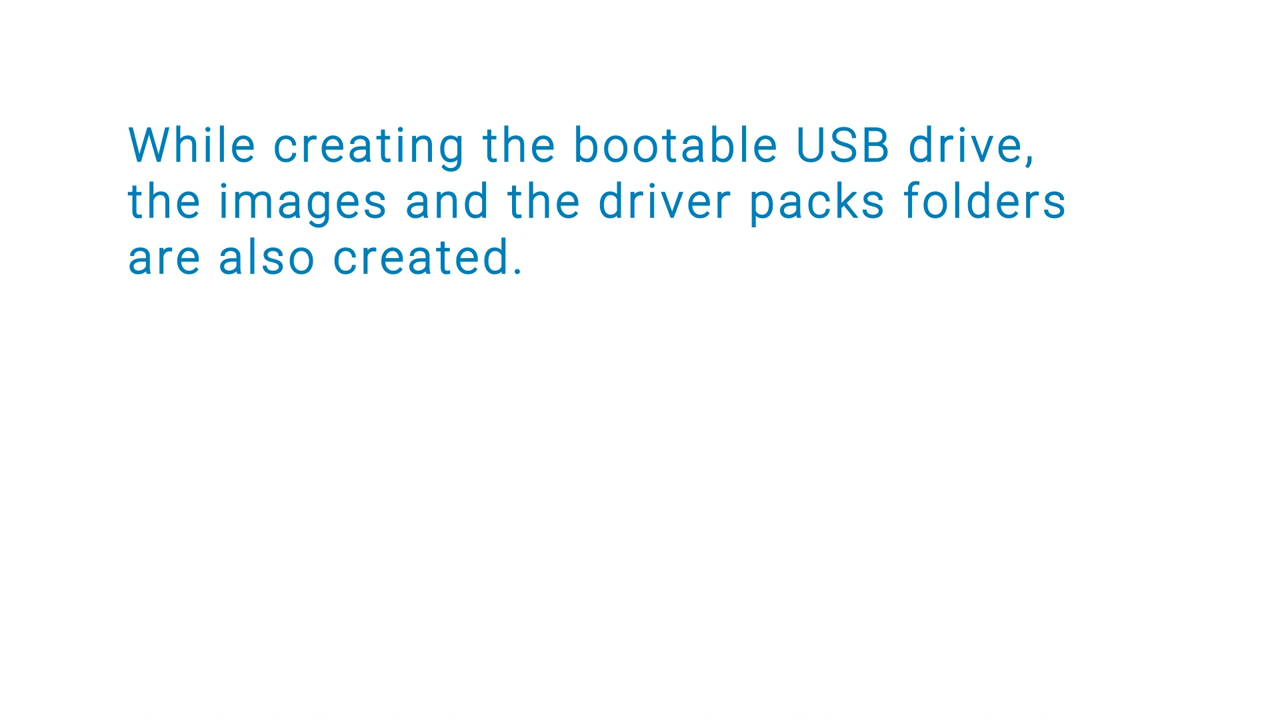 While creating the bootable USB drive,
the images and the driver packs folders
are also created.